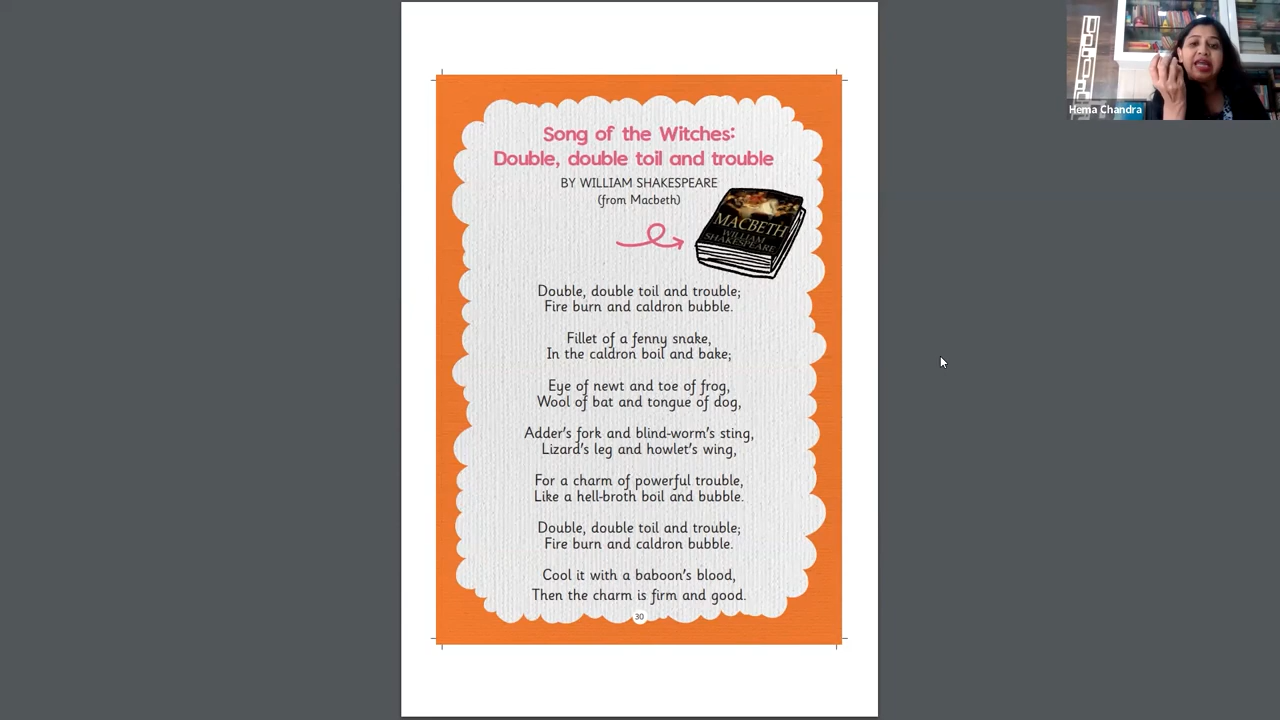 Hema Chandra
Song of the Witches:
Double, double toil and trouble
BY WILLIAM SHAKESPEARE
(from Macbeth)
MACBETH
WILLIAM
SHAKESPEARE
Double, double toil and trouble;
Fire burn and caldron bubble.
Fillet of a fenny snake,
In the caldron boil and bake;
Eye of newt and toe of frog,
Wool of bat and tongue of dog,
Adder's fork and blind-worm's sting,
Lizard's leg and howlet's wing,
For a charm of powerful trouble,
Like a hell-broth boil and bubble.
Double, double toil and trouble;
Fire burn and caldron bubble.
Cool it with a baboon's blood,
Then the charm is firm and good.
30